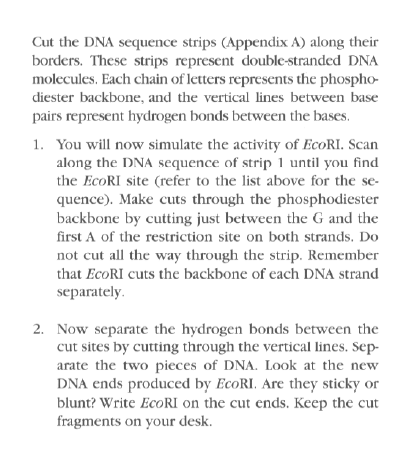 Cut the DNA sequence strips (Appendix A) along their
borders. These strips represent double-stranded DNA
molecules. Each chain of letters represents the phospho-
diester backbone, and the vertical lines between base
pairs represent hydrogen bonds between the bases.
1. You will now simulate the activity of EcoRI. Scan
along the DNA sequence of strip 1 until you find
the EcoRI site (refer to the list above for the se-
quence). Make cuts through the phosphodiester
backbone by cutting just between the G and the
first A of the restriction site on both strands. Do
not cut all the way through the strip. Remember
that EcoRI cuts the backbone of each DNA strand
separately.
2. Now separate the hydrogen bonds between the
cut sites by cutting through the vertical lines. Sep-
arate the two pieces of DNA. Look at the new
DNA ends produced by EcoRI. Are they sticky or
blunt? Write EcoRI on the cut ends. Keep the cut
fragments on your desk.